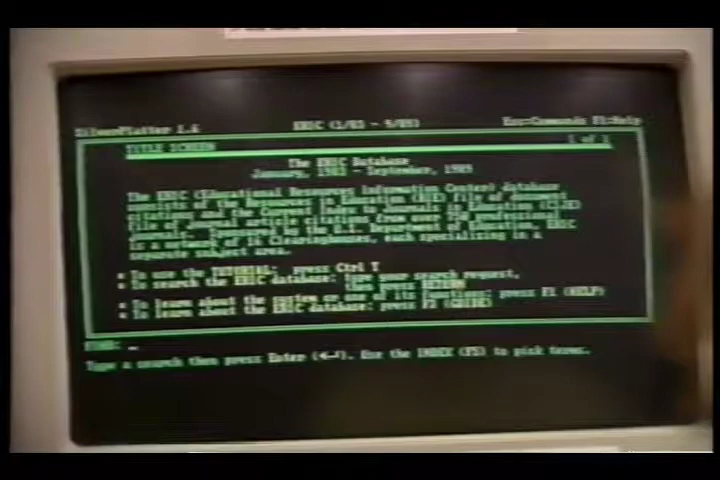 SilverPlatter 1.6 ERIC (1/83 - 9/89) Esc=Commands F1=Help
TITLE SCREEN 1 of 1
The ERIC Database
January, 1983 - September, 1989
The ERIC (Educational Resources Information Center) database
consists of the Resources in Education (RIE) file of document
citations and the Current Index to Journals in Education (CIJE)
file of journal article citations from over 750 professional
journals. Sponsored by the U.S. Department of Education, ERIC
is a network of 16 Clearinghouses, each specializing in a
separate subject area.
■ To use the TUTORIAL: press Ctrl T
■ To search the ERIC database: type your search request,
then press RETURN
■ To learn about the system or use of its functions: press F1 (HELP)
■ To learn about the ERIC database: press F3 (GUIDE)
FIND:
Type a search then press Enter (←┘). Use the INDEX (F5) to pick terms.